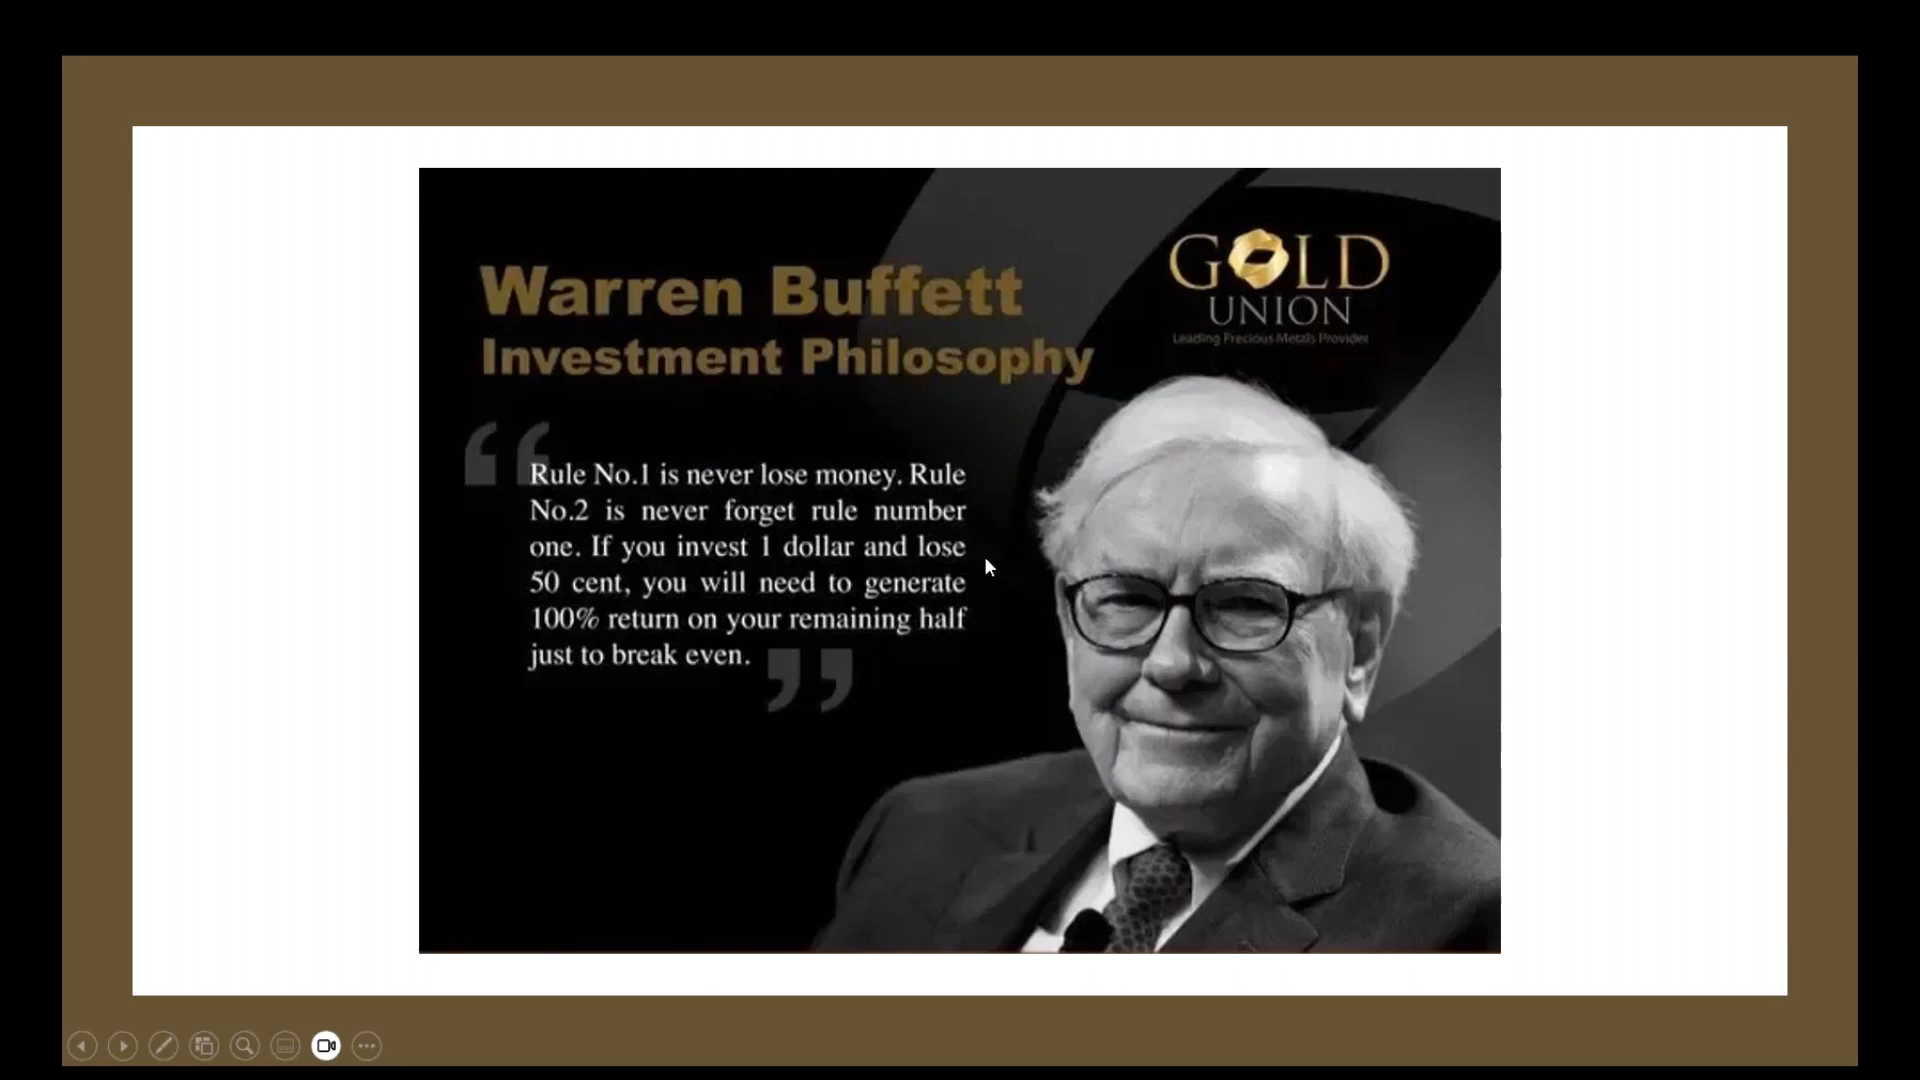 Warren Buffett
Investment Philosophy
GOLD
UNION
Leading Precious Metals Provider
“Rule No.1 is never lose money. Rule
No.2 is never forget rule number
one. If you invest 1 dollar and lose
50 cent, you will need to generate
100% return on your remaining half
just to break even.”